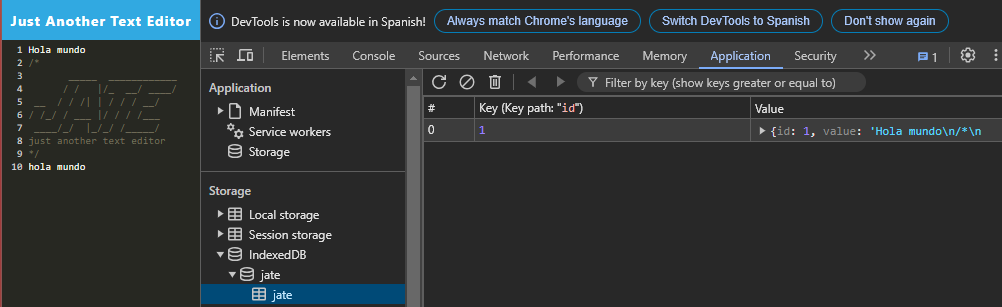 Just Another Text Editor
1 Hola mundo
2 /*
3        _____  ____________
4       / /   |/_  __/ ____/
5  __  / / /| | / / / __/
6 / /_/ / ___ |/ / / /___
7 \____/_/  |_/_/ /_____/
8 just another text editor
9 */
10 hola mundo
DevTools is now available in Spanish! Always match Chrome's language Switch DevTools to Spanish Don't show again
Elements Console Sources Network Performance Memory Application Security 1
Application
Manifest
Service workers
Storage
Storage
Local storage
Session storage
IndexedDB
jate
jate
Filter by key (show keys greater or equal to)
# Key (Key path: "id") Value
0 1 {id: 1, value: 'Hola mundo\n/*\n